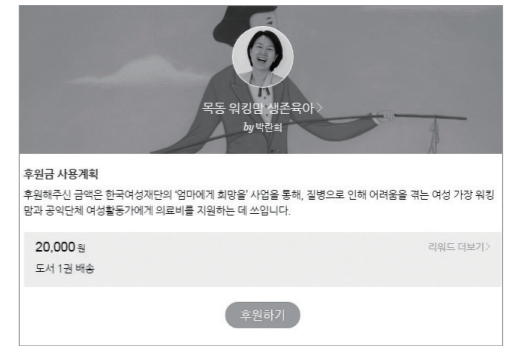 목동 워킹맘 생존육아 >
by 박란희
후원금 사용계획
후원해주신 금액은 한국여성재단의 '엄마에게 희망을' 사업을 통해, 질병으로 인해 어려움을 겪는 여성 가장 워킹
맘과 공익단체 여성활동가에게 의료비를 지원하는 데 쓰입니다.
20,000 원
리워드 더보기 >
도서 1권 배송
후원하기